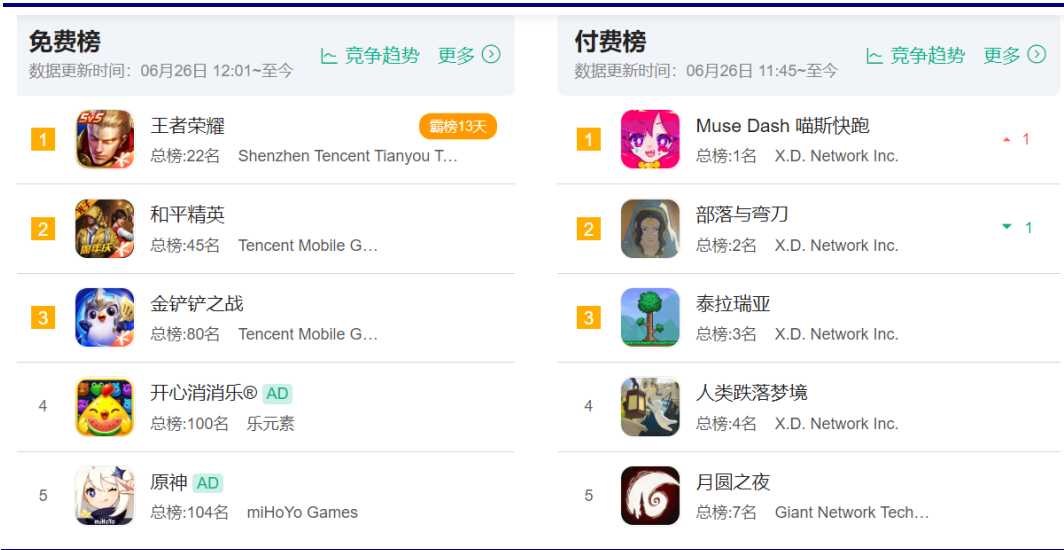 免费榜
数据更新时间：06月26日 12:01~至今
竞争趋势 更多
1
5v5
王者荣耀
霸榜13天
总榜:22名 Shenzhen Tencent Tianyou T…
2
和平精英
总榜:45名 Tencent Mobile G…
3
金铲铲之战
总榜:80名 Tencent Mobile G…
4
开心消消乐® AD
总榜:100名 乐元素
5
miHoYo
原神 AD
总榜:104名 miHoYo Games
付费榜
数据更新时间：06月26日 11:45~至今
竞争趋势 更多
1
Muse Dash 喵斯快跑
总榜:1名 X.D. Network Inc.
1
2
部落与弯刀
总榜:2名 X.D. Network Inc.
1
3
泰拉瑞亚
总榜:3名 X.D. Network Inc.
4
人类跌落梦境
总榜:4名 X.D. Network Inc.
5
月圆之夜
总榜:7名 Giant Network Tech…